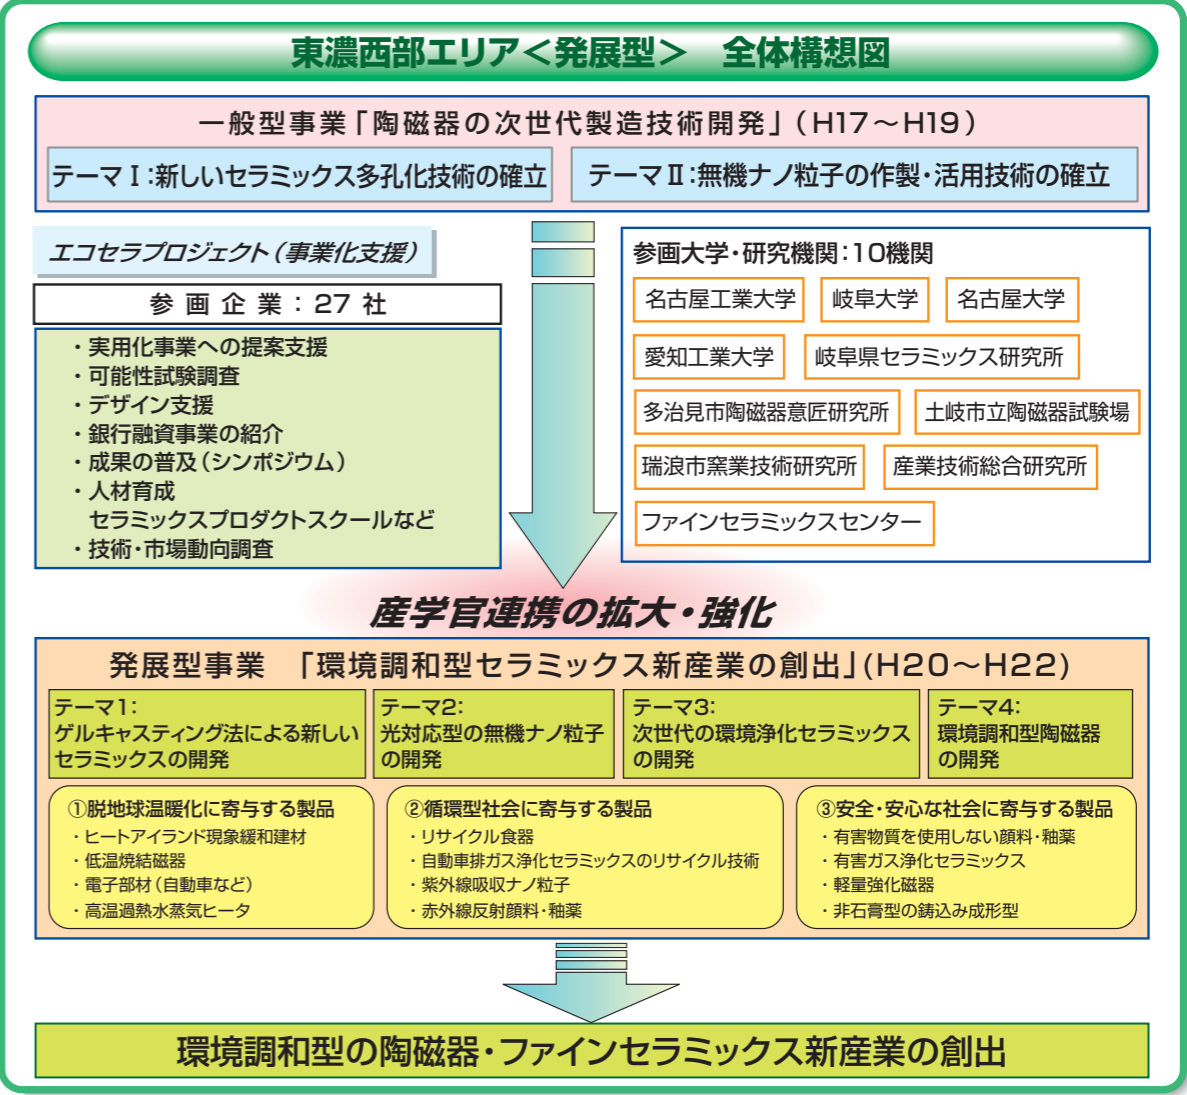 東濃西部エリア＜発展型＞　全体構想図
一般型事業「陶磁器の次世代製造技術開発」（H17～H19）
テーマⅠ：新しいセラミックス多孔化技術の確立
テーマⅡ：無機ナノ粒子の作製・活用技術の確立
エコセラプロジェクト（事業化支援）
参画企業：27社
・実用化事業への提案支援
・可能性試験調査
・デザイン支援
・銀行融資事業の紹介
・成果の普及（シンポジウム）
・人材育成
セラミックスプロダクトスクールなど
・技術・市場動向調査
参画大学・研究機関：10機関
名古屋工業大学
岐阜大学
名古屋大学
愛知工業大学
岐阜県セラミックス研究所
多治見市陶磁器意匠研究所
土岐市立陶磁器試験場
瑞浪市窯業技術研究所
産業技術総合研究所
ファインセラミックスセンター
産学官連携の拡大・強化
発展型事業　「環境調和型セラミックス新産業の創出」(H20～H22)
テーマ1：
ゲルキャスティング法による新しい
セラミックスの開発
テーマ2：
光対応型の無機ナノ粒子
の開発
テーマ3：
次世代の環境浄化セラミックス
の開発
テーマ4：
環境調和型陶磁器
の開発
①脱地球温暖化に寄与する製品
・ヒートアイランド現象緩和建材
・低温焼結磁器
・電子部材（自動車など）
・高温過熱水蒸気ヒータ
②循環型社会に寄与する製品
・リサイクル食器
・自動車排ガス浄化セラミックスのリサイクル技術
・紫外線吸収ナノ粒子
・赤外線反射顔料・釉薬
③安全・安心な社会に寄与する製品
・有害物質を使用しない顔料・釉薬
・有害ガス浄化セラミックス
・軽量強化磁器
・非石膏型の鋳込み成形型
環境調和型の陶磁器・ファインセラミックス新産業の創出